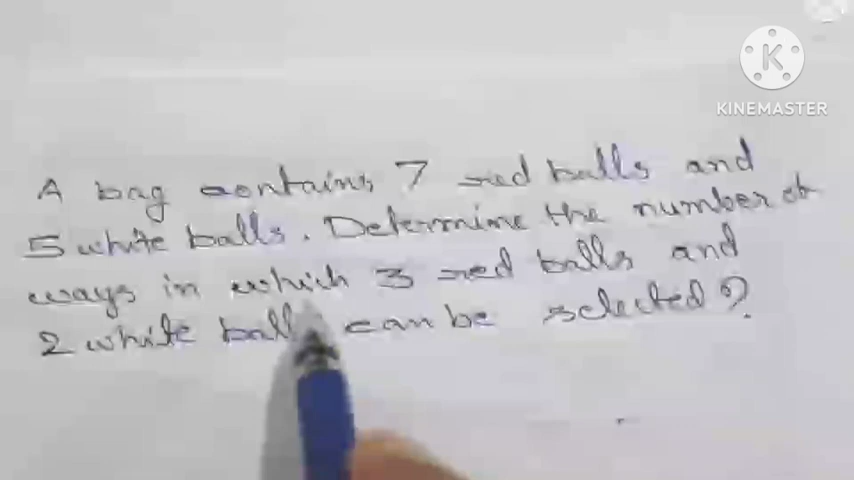 KINEMASTER
A bag contains 7 red balls and
5 white balls. Determine the number of
ways in which 3 red balls and
2 white ball can be selected?